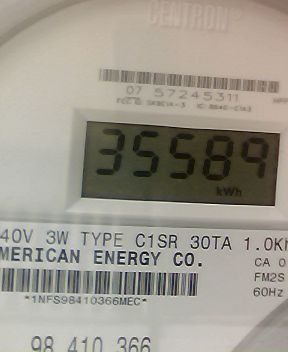 CENTRON®
07 57245311
35589
kWh
40V 3W TYPE C1SR 30TA 1.0Kh
MERICAN ENERGY CO.
CA 0
FM2S
60Hz
*1NFS98410366MEC*
98 410 366